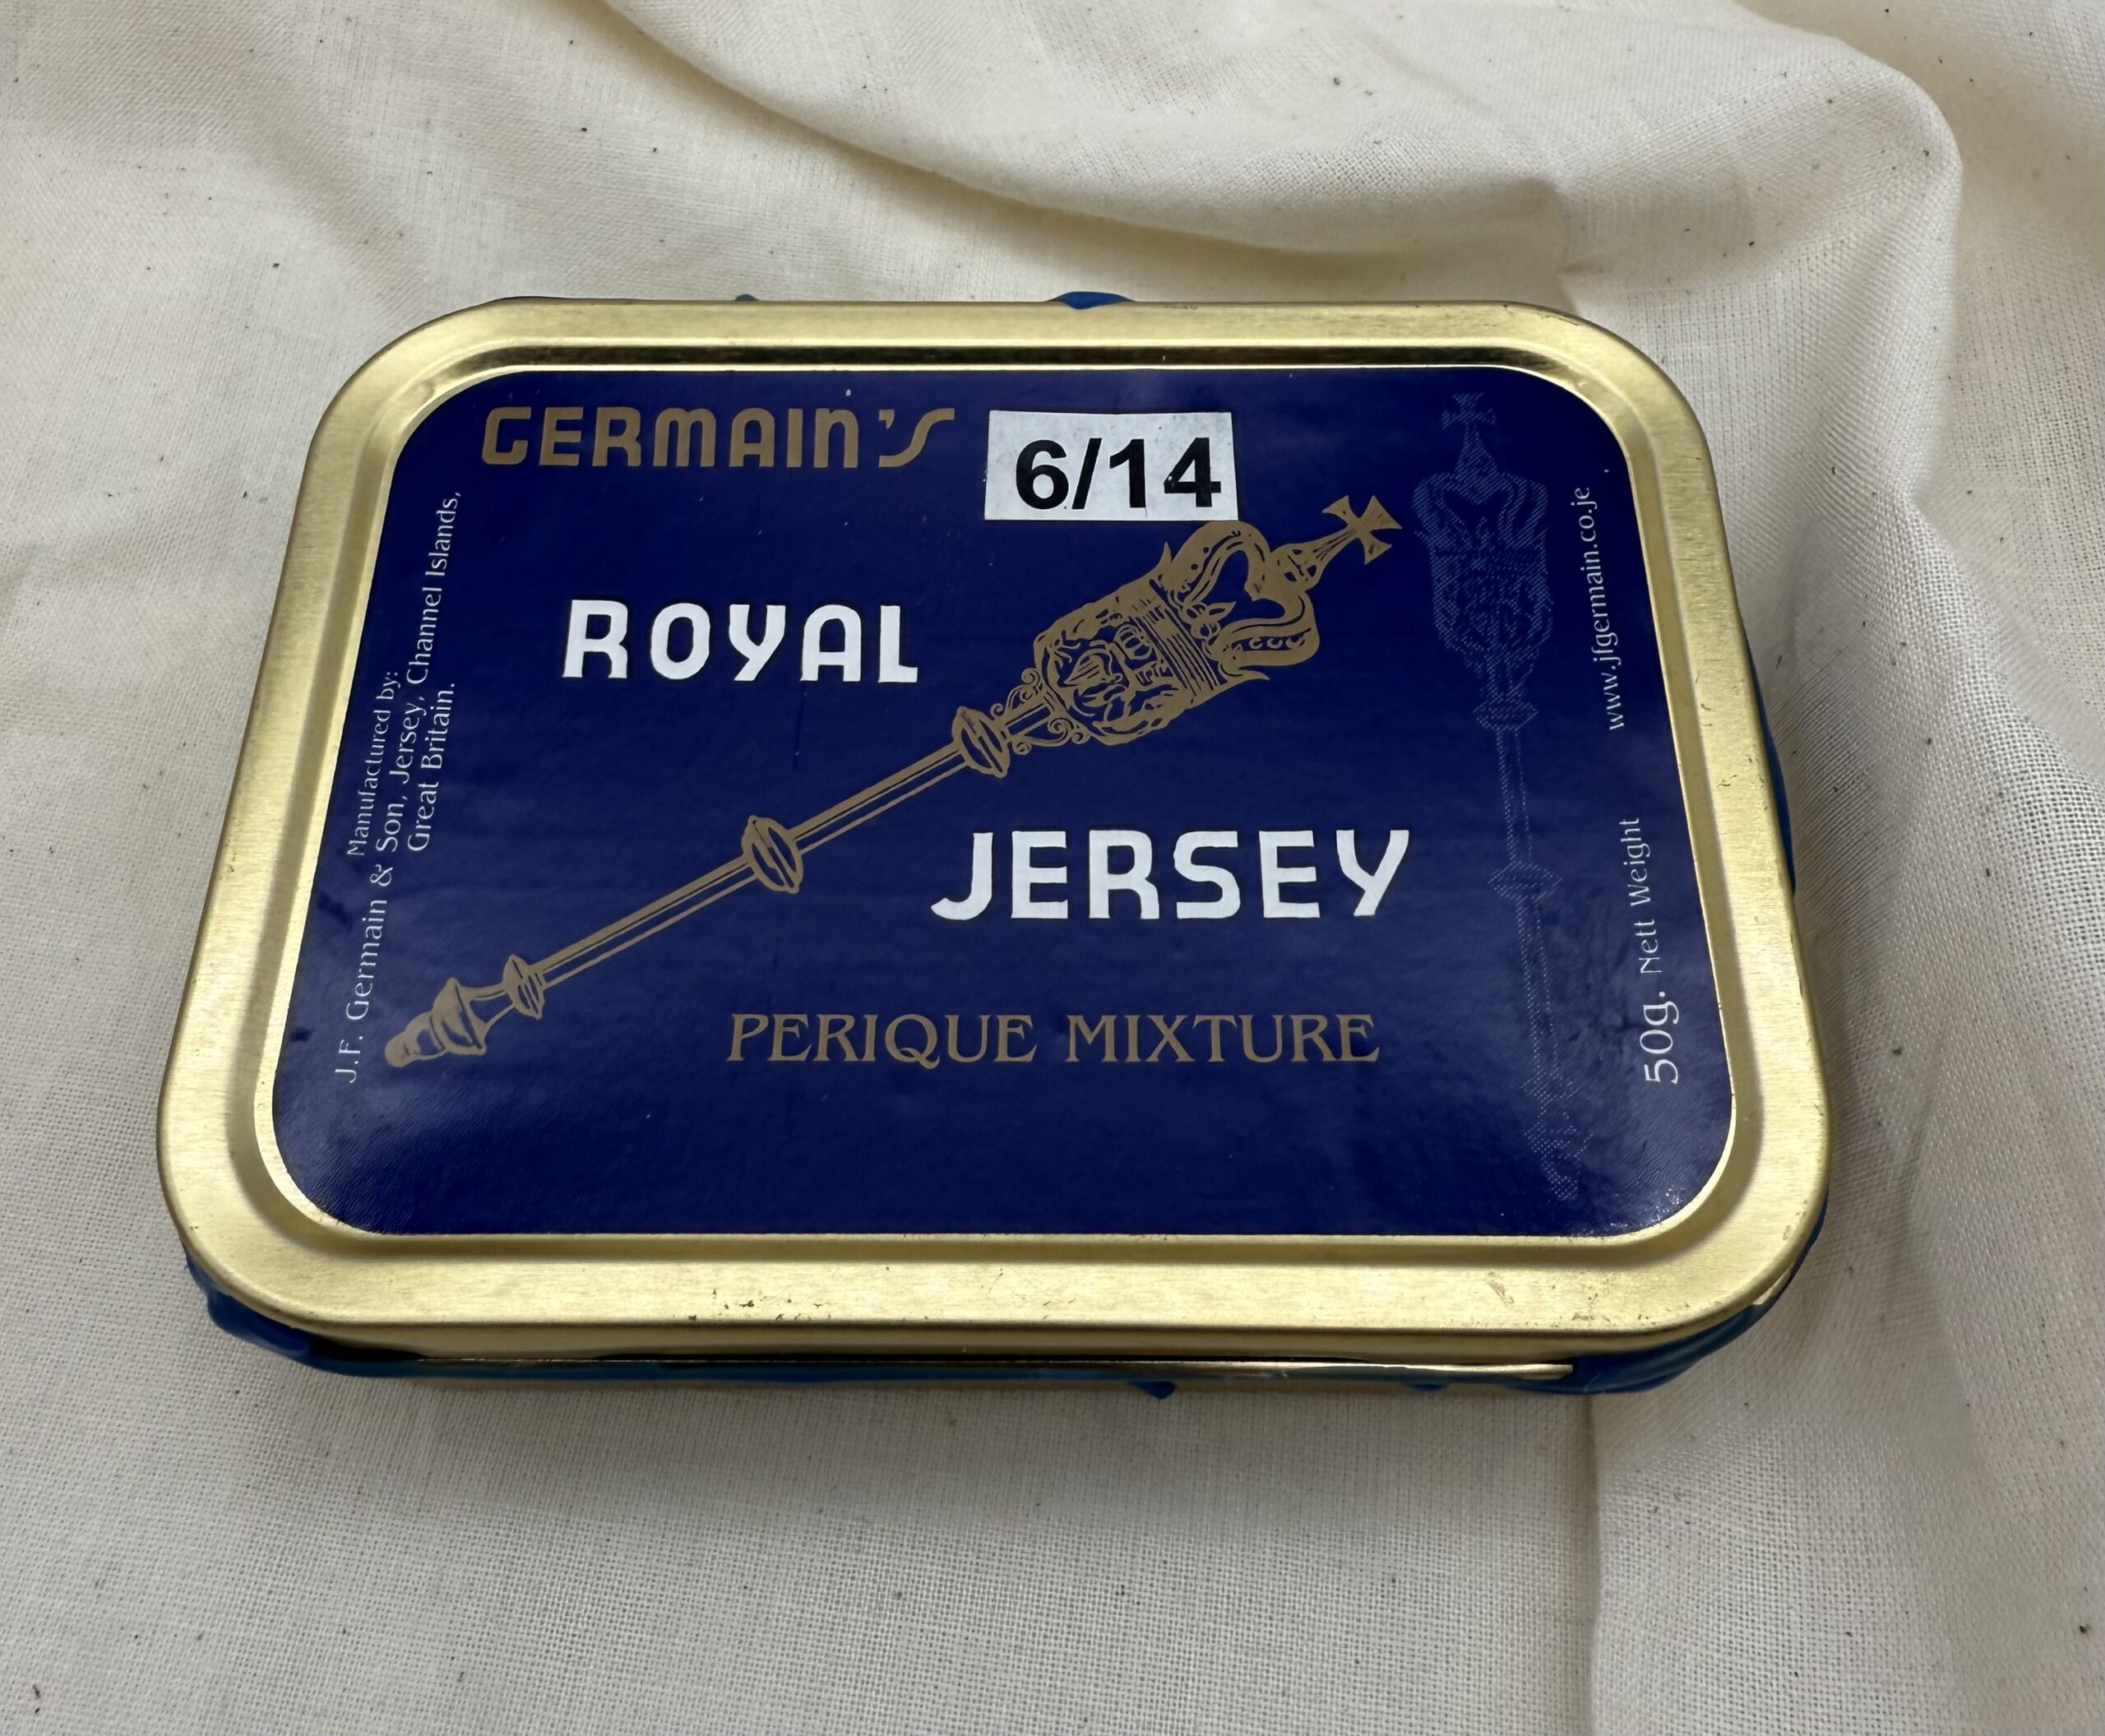 GERMAIN'S
6/14
ROYAL
JERSEY
PERIQUE MIXTURE
Manufactured by:
J.F. Germain & Son, Jersey, Channel Islands,
Great Britain.
www.jfgermain.co.je
50g. Nett Weight